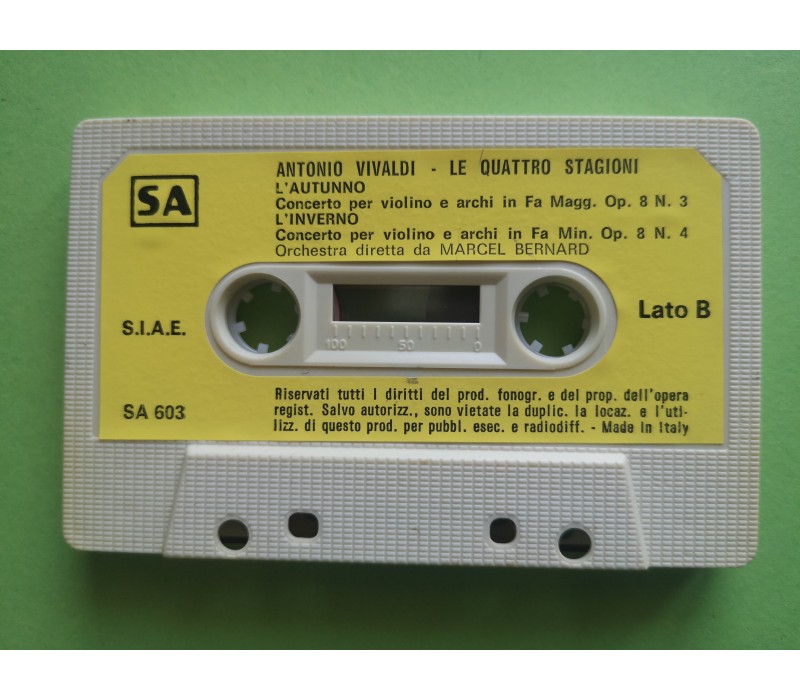 SA
ANTONIO VIVALDI - LE QUATTRO STAGIONI
L'AUTUNNO
Concerto per violino e archi in Fa Magg. Op. 8 N. 3
L'INVERNO
Concerto per violino e archi in Fa Min. Op. 8 N. 4
Orchestra diretta da MARCEL BERNARD
S.I.A.E.
Lato B
100 50 0
SA 603
Riservati tutti i diritti del prod. fonogr. e del prop. dell'opera
regist. Salvo autorizz., sono vietate la duplic. la locaz. e l'uti-
lizz. di questo prod. per pubbl. esec. e radiodiff. - Made in Italy